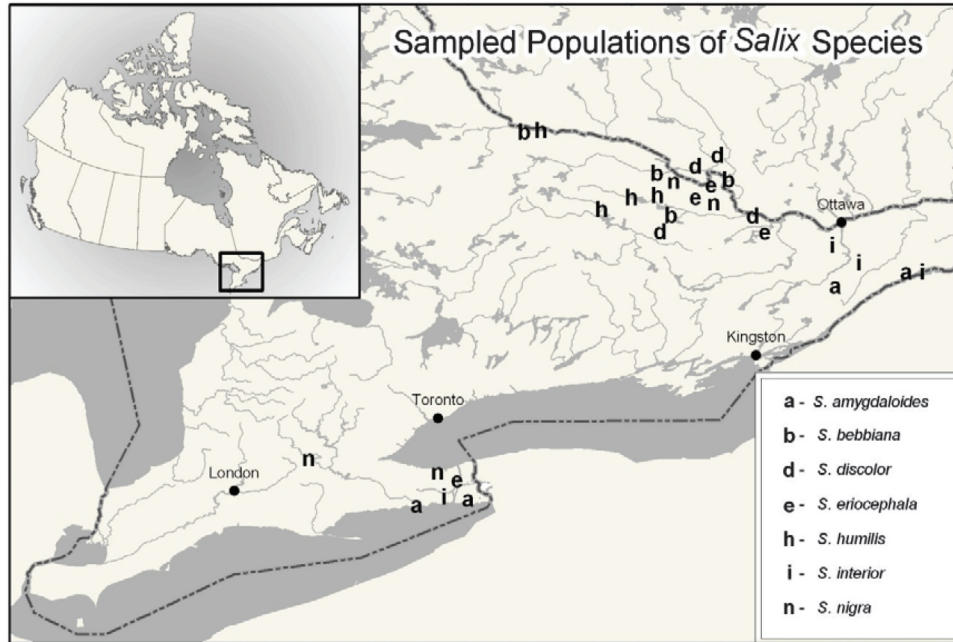 Sampled Populations of Salix Species
b h
d
b d
n e b
h h e n
h b d
d e
Ottawa
i
i
a
a i
Kingston
Toronto
n
London
n
e
a i a
a - S. amygdaloides
b - S. bebbiana
d - S. discolor
e - S. eriocephala
h - S. humilis
i - S. interior
n - S. nigra